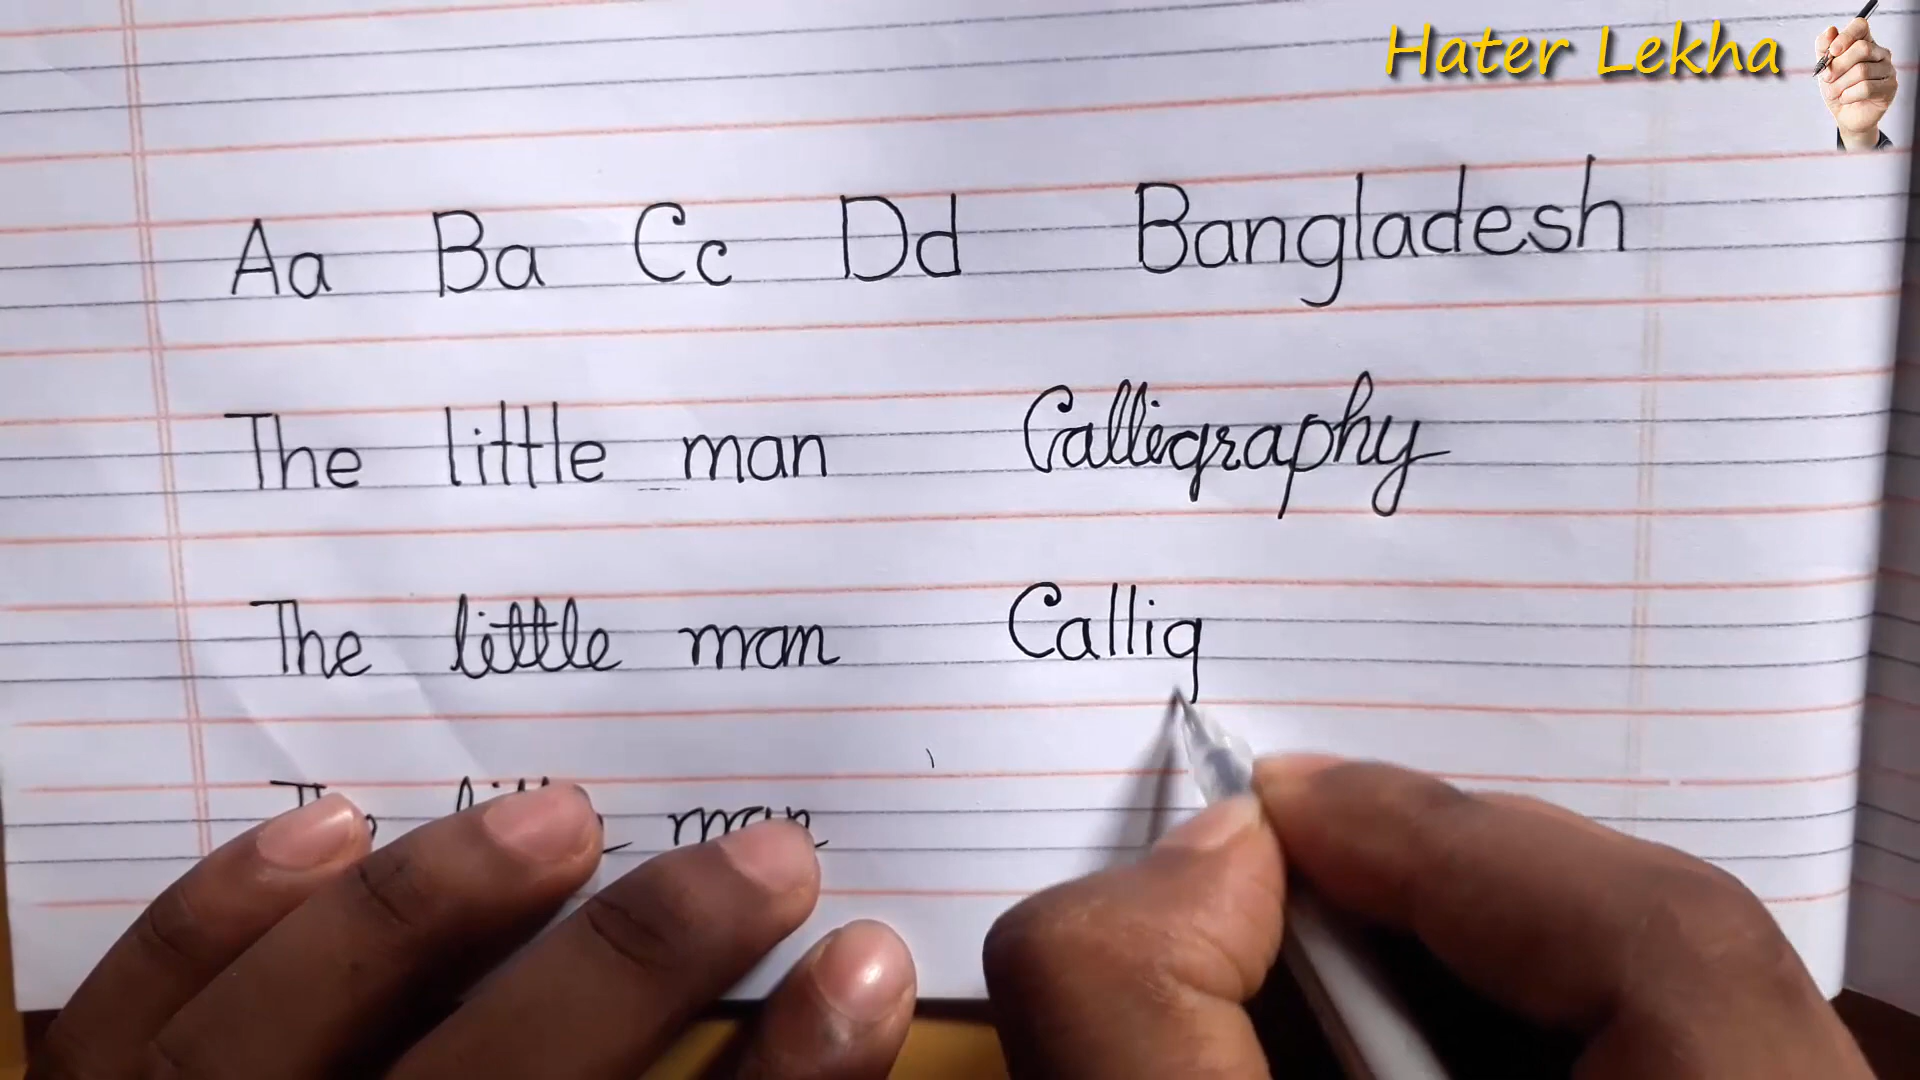 Hater Lekha
Aa Ba Cc Dd Bangladesh
The little man Calligraphy
The little man Callig
man